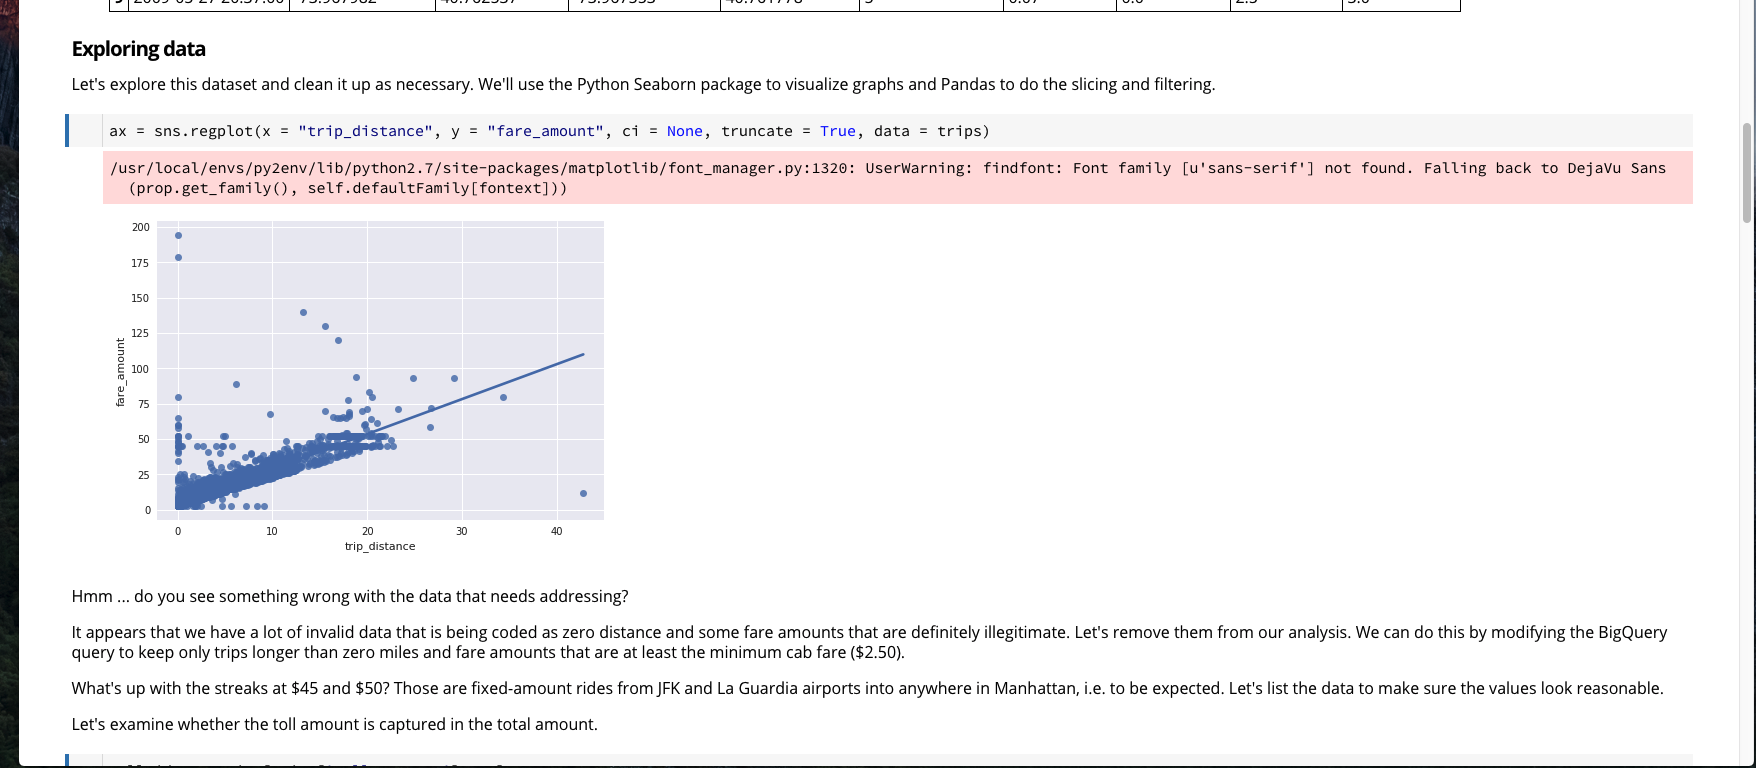 Exploring data
Let's explore this dataset and clean it up as necessary. We'll use the Python Seaborn package to visualize graphs and Pandas to do the slicing and filtering.
ax = sns.regplot(x = "trip_distance", y = "fare_amount", ci = None, truncate = True, data = trips)
/usr/local/envs/py2env/lib/python2.7/site-packages/matplotlib/font_manager.py:1320: UserWarning: findfont: Font family [u'sans-serif'] not found. Falling back to DejaVu Sans
(prop.get_family(), self.defaultFamily[fontext]))
200
175
150
125
100
75
50
25
0
fare_amount
0 10 20 30 40
trip_distance
Hmm ... do you see something wrong with the data that needs addressing?
It appears that we have a lot of invalid data that is being coded as zero distance and some fare amounts that are definitely illegitimate. Let's remove them from our analysis. We can do this by modifying the BigQuery
query to keep only trips longer than zero miles and fare amounts that are at least the minimum cab fare ($2.50).
What's up with the streaks at $45 and $50? Those are fixed-amount rides from JFK and La Guardia airports into anywhere in Manhattan, i.e. to be expected. Let's list the data to make sure the values look reasonable.
Let's examine whether the toll amount is captured in the total amount.